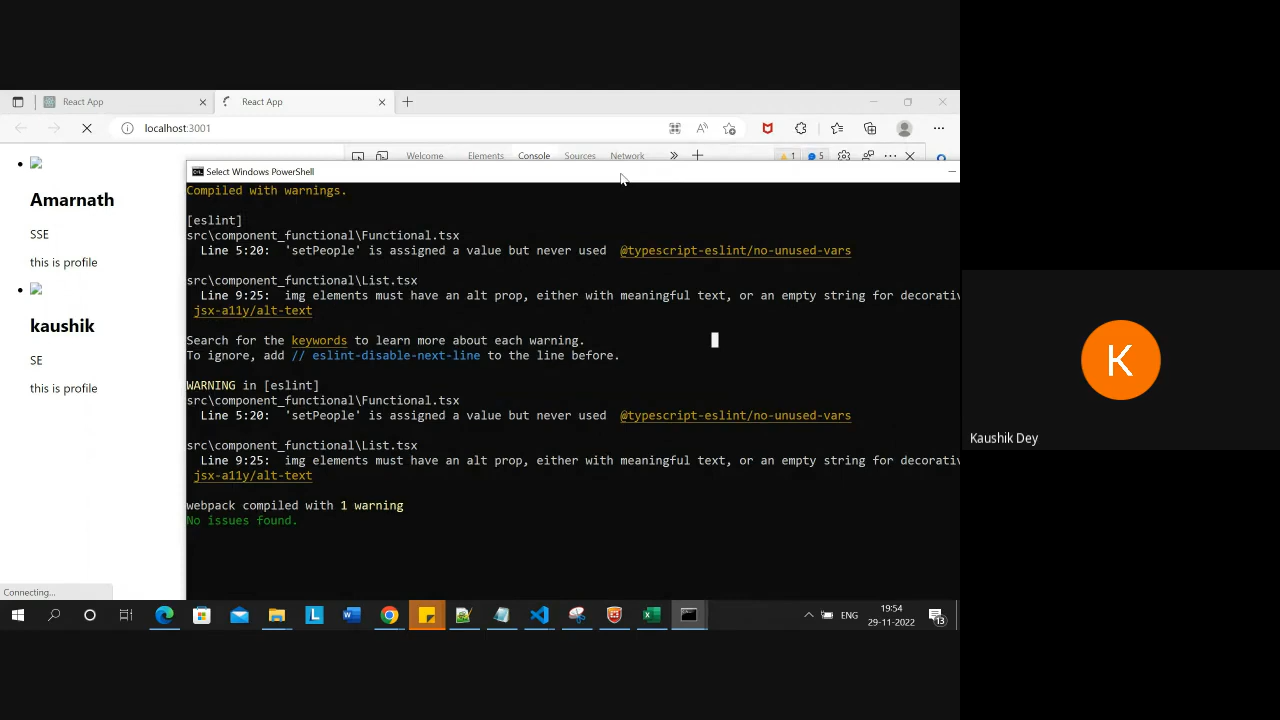 React App
React App
localhost:3001
Welcome
Elements
Console
Sources
Network
1
5
Select Windows PowerShell
Amarnath
SSE
this is profile
kaushik
SE
this is profile
Compiled with warnings.
[eslint]
src\component_functional\Functional.tsx
Line 5:20: 'setPeople' is assigned a value but never used @typescript-eslint/no-unused-vars
src\component_functional\List.tsx
Line 9:25: img elements must have an alt prop, either with meaningful text, or an empty string for decorati
jsx-a11y/alt-text
Search for the keywords to learn more about each warning.
To ignore, add // eslint-disable-next-line to the line before.
WARNING in [eslint]
src\component_functional\Functional.tsx
Line 5:20: 'setPeople' is assigned a value but never used @typescript-eslint/no-unused-vars
src\component_functional\List.tsx
Line 9:25: img elements must have an alt prop, either with meaningful text, or an empty string for decorati
jsx-a11y/alt-text
webpack compiled with 1 warning
No issues found.
Connecting...
ENG
19:54
29-11-2022
13
K
Kaushik Dey